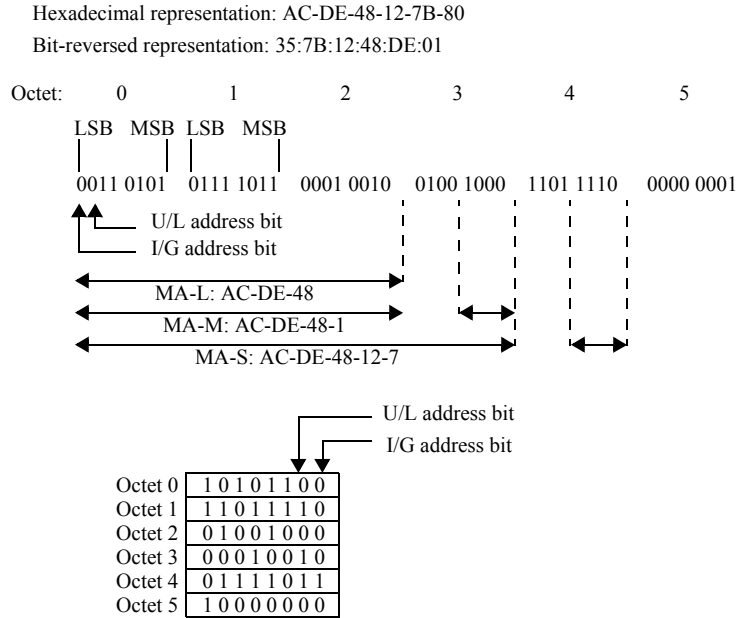 Hexadecimal representation: AC-DE-48-12-7B-80
Bit-reversed representation: 35:7B:12:48:DE:01
Octet: 0 1 2 3 4 5
LSB MSB LSB MSB
0011 0101 0111 1011 0001 0010 0100 1000 1101 1110 0000 0001
U/L address bit
I/G address bit
MA-L: AC-DE-48
MA-M: AC-DE-48-1
MA-S: AC-DE-48-12-7
U/L address bit
I/G address bit
Octet 0 1 0 1 0 1 1 0 0
Octet 1 1 1 0 1 1 1 1 0
Octet 2 0 1 0 0 1 0 0 0
Octet 3 0 0 0 1 0 0 1 0
Octet 4 0 1 1 1 1 0 1 1
Octet 5 1 0 0 0 0 0 0 0